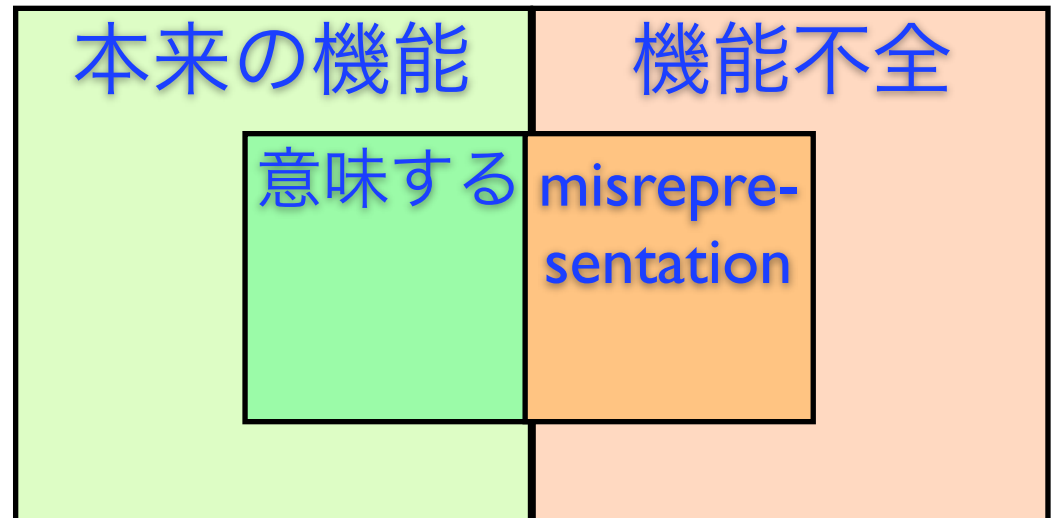 本来の機能
機能不全
意味する
misrepre-
sentation